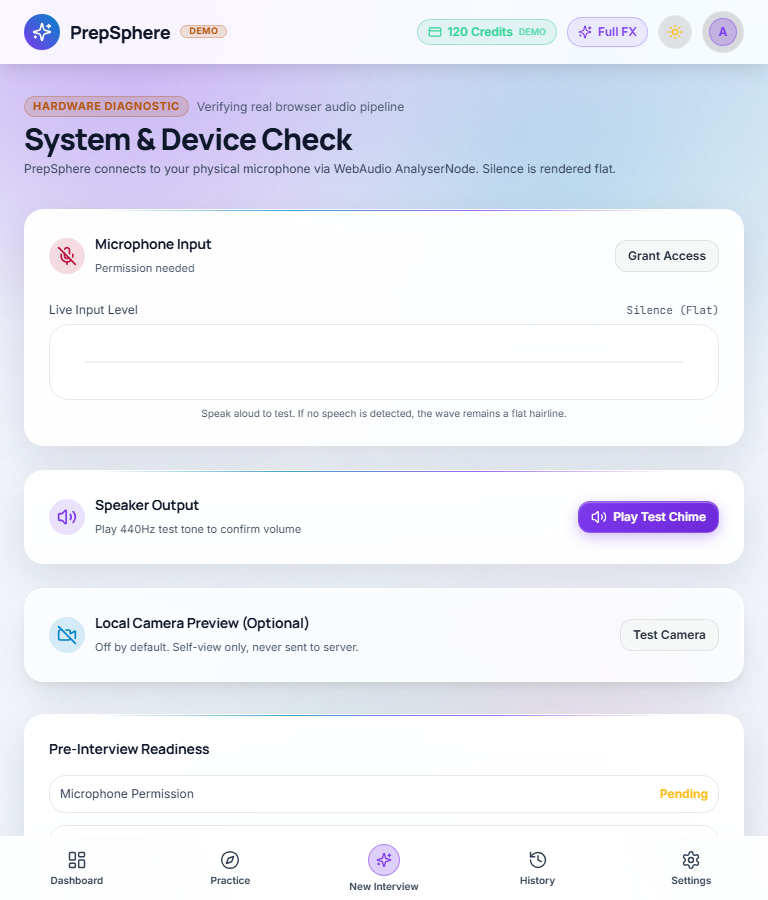 PrepSphere DEMO
120 Credits DEMO
Full FX
A
HARDWARE DIAGNOSTIC Verifying real browser audio pipeline
System & Device Check
PrepSphere connects to your physical microphone via WebAudio AnalyserNode. Silence is rendered flat.
Microphone Input
Permission needed
Grant Access
Live Input Level
Silence (Flat)
Speak aloud to test. If no speech is detected, the wave remains a flat hairline.
Speaker Output
Play 440Hz test tone to confirm volume
Play Test Chime
Local Camera Preview (Optional)
Off by default. Self-view only, never sent to server.
Test Camera
Pre-Interview Readiness
Microphone Permission
Pending
Dashboard
Practice
New Interview
History
Settings